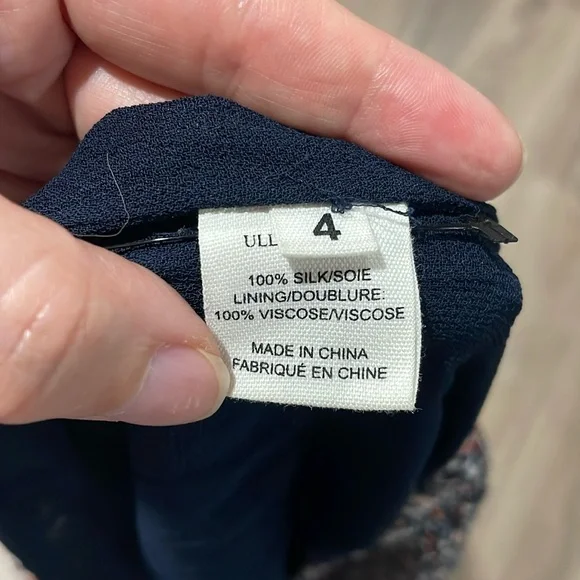 ULL 4
100% SILK/SOIE
LINING/DOUBLURE:
100% VISCOSE/VISCOSE
MADE IN CHINA
FABRIQUÉ EN CHINE